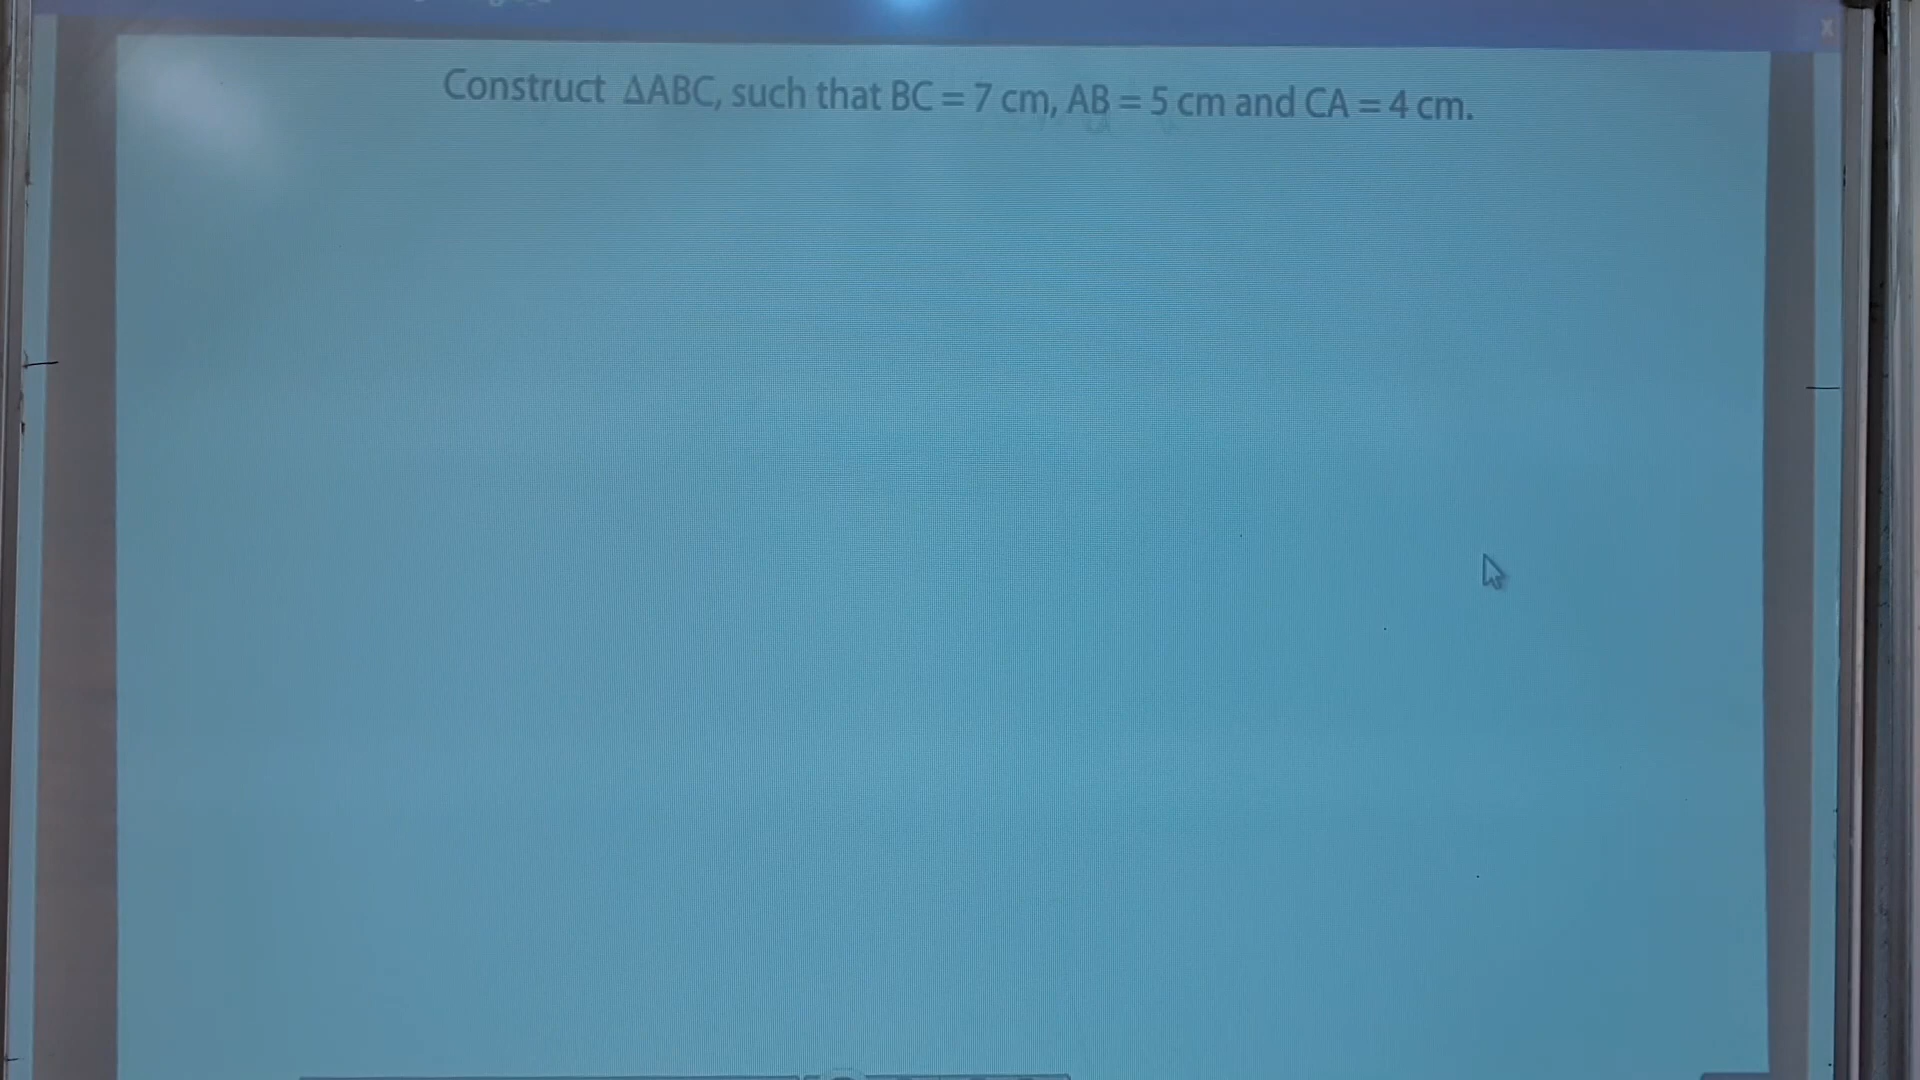 Construct ΔABC, such that BC = 7 cm, AB = 5 cm and CA = 4 cm.
X